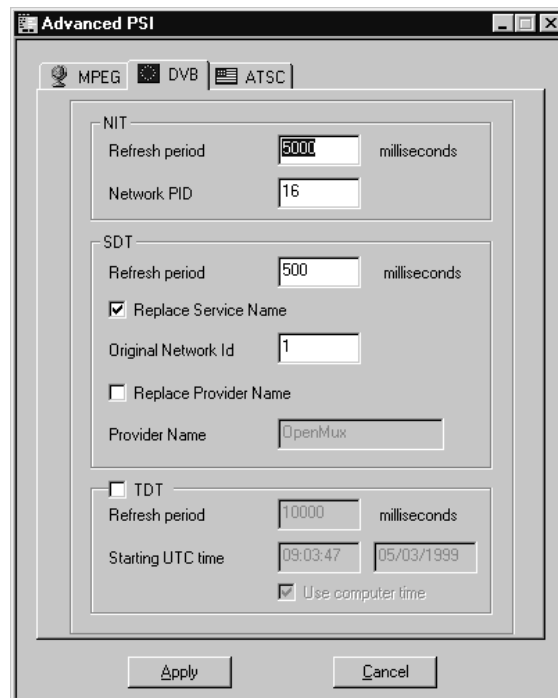 Advanced PSI
MPEG DVB ATSC
NIT
Refresh period 5000 milliseconds
Network PID 16
SDT
Refresh period 500 milliseconds
Replace Service Name
Original Network Id 1
Replace Provider Name
Provider Name OpenMux
TDT
Refresh period 10000 milliseconds
Starting UTC time 09:03:47 05/03/1999
Use computer time
Apply Cancel